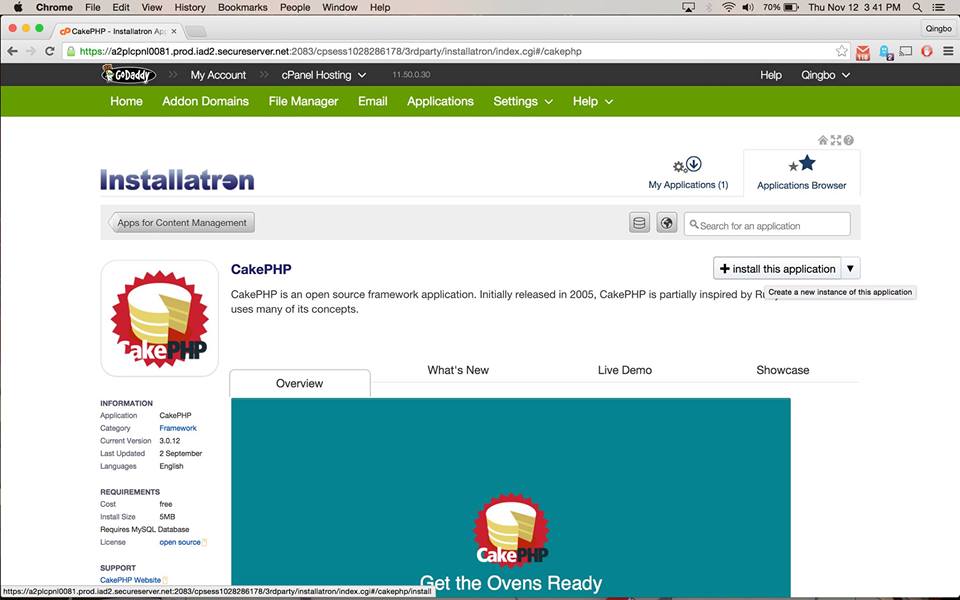 Chrome File Edit View History Bookmarks People Window Help 70% Thu Nov 12 3:41 PM
CakePHP - Installatron App Qingbo
https://a2plcpnl0081.prod.iad2.secureserver.net:2083/cpsess1028286178/3rdparty/installatron/index.cgi#/cakephp
GoDaddy My Account cPanel Hosting 11.50.0.30 Help Qingbo
Home Addon Domains File Manager Email Applications Settings Help
Installatron
My Applications (1) Applications Browser
Apps for Content Management Search for an application
CakePHP install this application
CakePHP is an open source framework application. Initially released in 2005, CakePHP is partially inspired by
Create a new instance of this application
uses many of its concepts.
CakePHP
Overview What's New Live Demo Showcase
INFORMATION
Application CakePHP
Category Framework
Current Version 3.0.12
Last Updated 2 September
Languages English
REQUIREMENTS
Cost free
Install Size 5MB
Requires MySQL Database
License open source
SUPPORT
CakePHP Website
CakePHP
Get the Ovens Ready
https://a2plcpnl0081.prod.iad2.secureserver.net:2083/cpsess1028286178/3rdparty/installatron/index.cgi#/cakephp/install